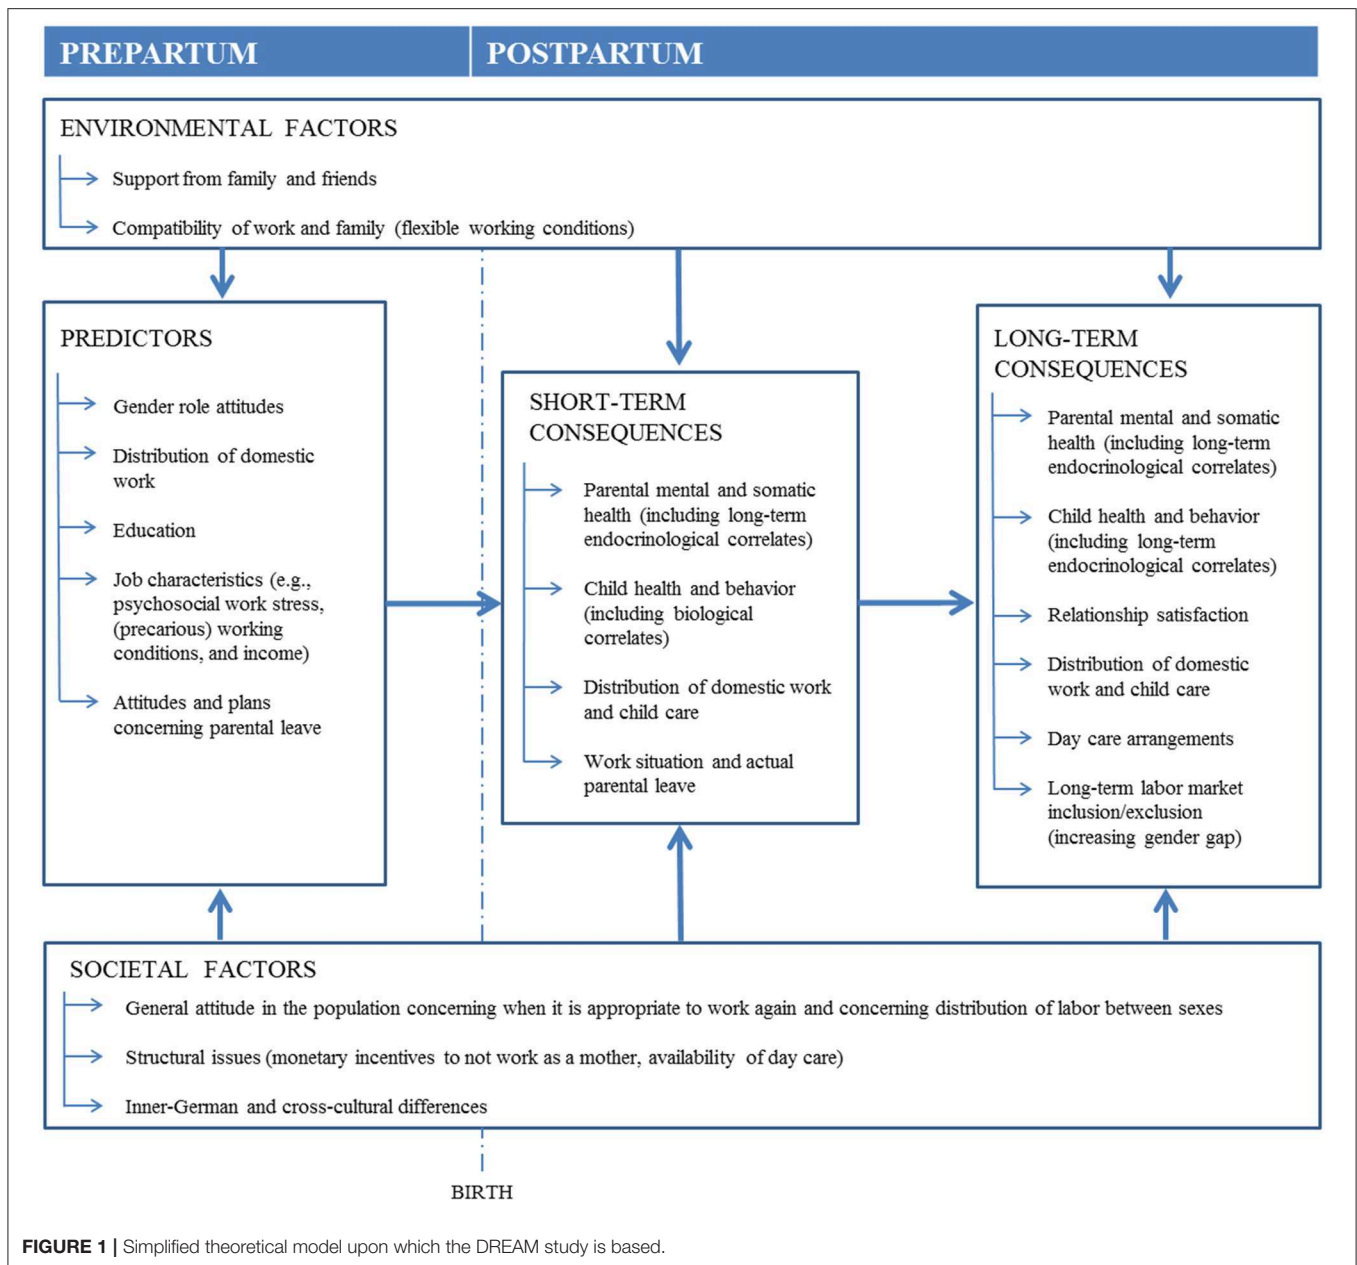 PREPARTUM
POSTPARTUM
ENVIRONMENTAL FACTORS
Support from family and friends
Compatibility of work and family (flexible working conditions)
PREDICTORS
Gender role attitudes
Distribution of domestic
work
Education
Job characteristics (e.g.,
psychosocial work stress,
(precarious) working
conditions, and income)
Attitudes and plans
concerning parental leave
SHORT-TERM
CONSEQUENCES
Parental mental and somatic
health (including long-term
endocrinological correlates)
Child health and behavior
(including biological
correlates)
Distribution of domestic work
and child care
Work situation and actual
parental leave
LONG-TERM
CONSEQUENCES
Parental mental and somatic
health (including long-term
endocrinological correlates)
Child health and behavior
(including long-term
endocrinological correlates)
Relationship satisfaction
Distribution of domestic
work and child care
Day care arrangements
Long-term labor market
inclusion/exclusion
(increasing gender gap)
SOCIETAL FACTORS
General attitude in the population concerning when it is appropriate to work again and concerning distribution of labor between sexes
Structural issues (monetary incentives to not work as a mother, availability of day care)
Inner-German and cross-cultural differences
BIRTH
FIGURE 1 | Simplified theoretical model upon which the DREAM study is based.